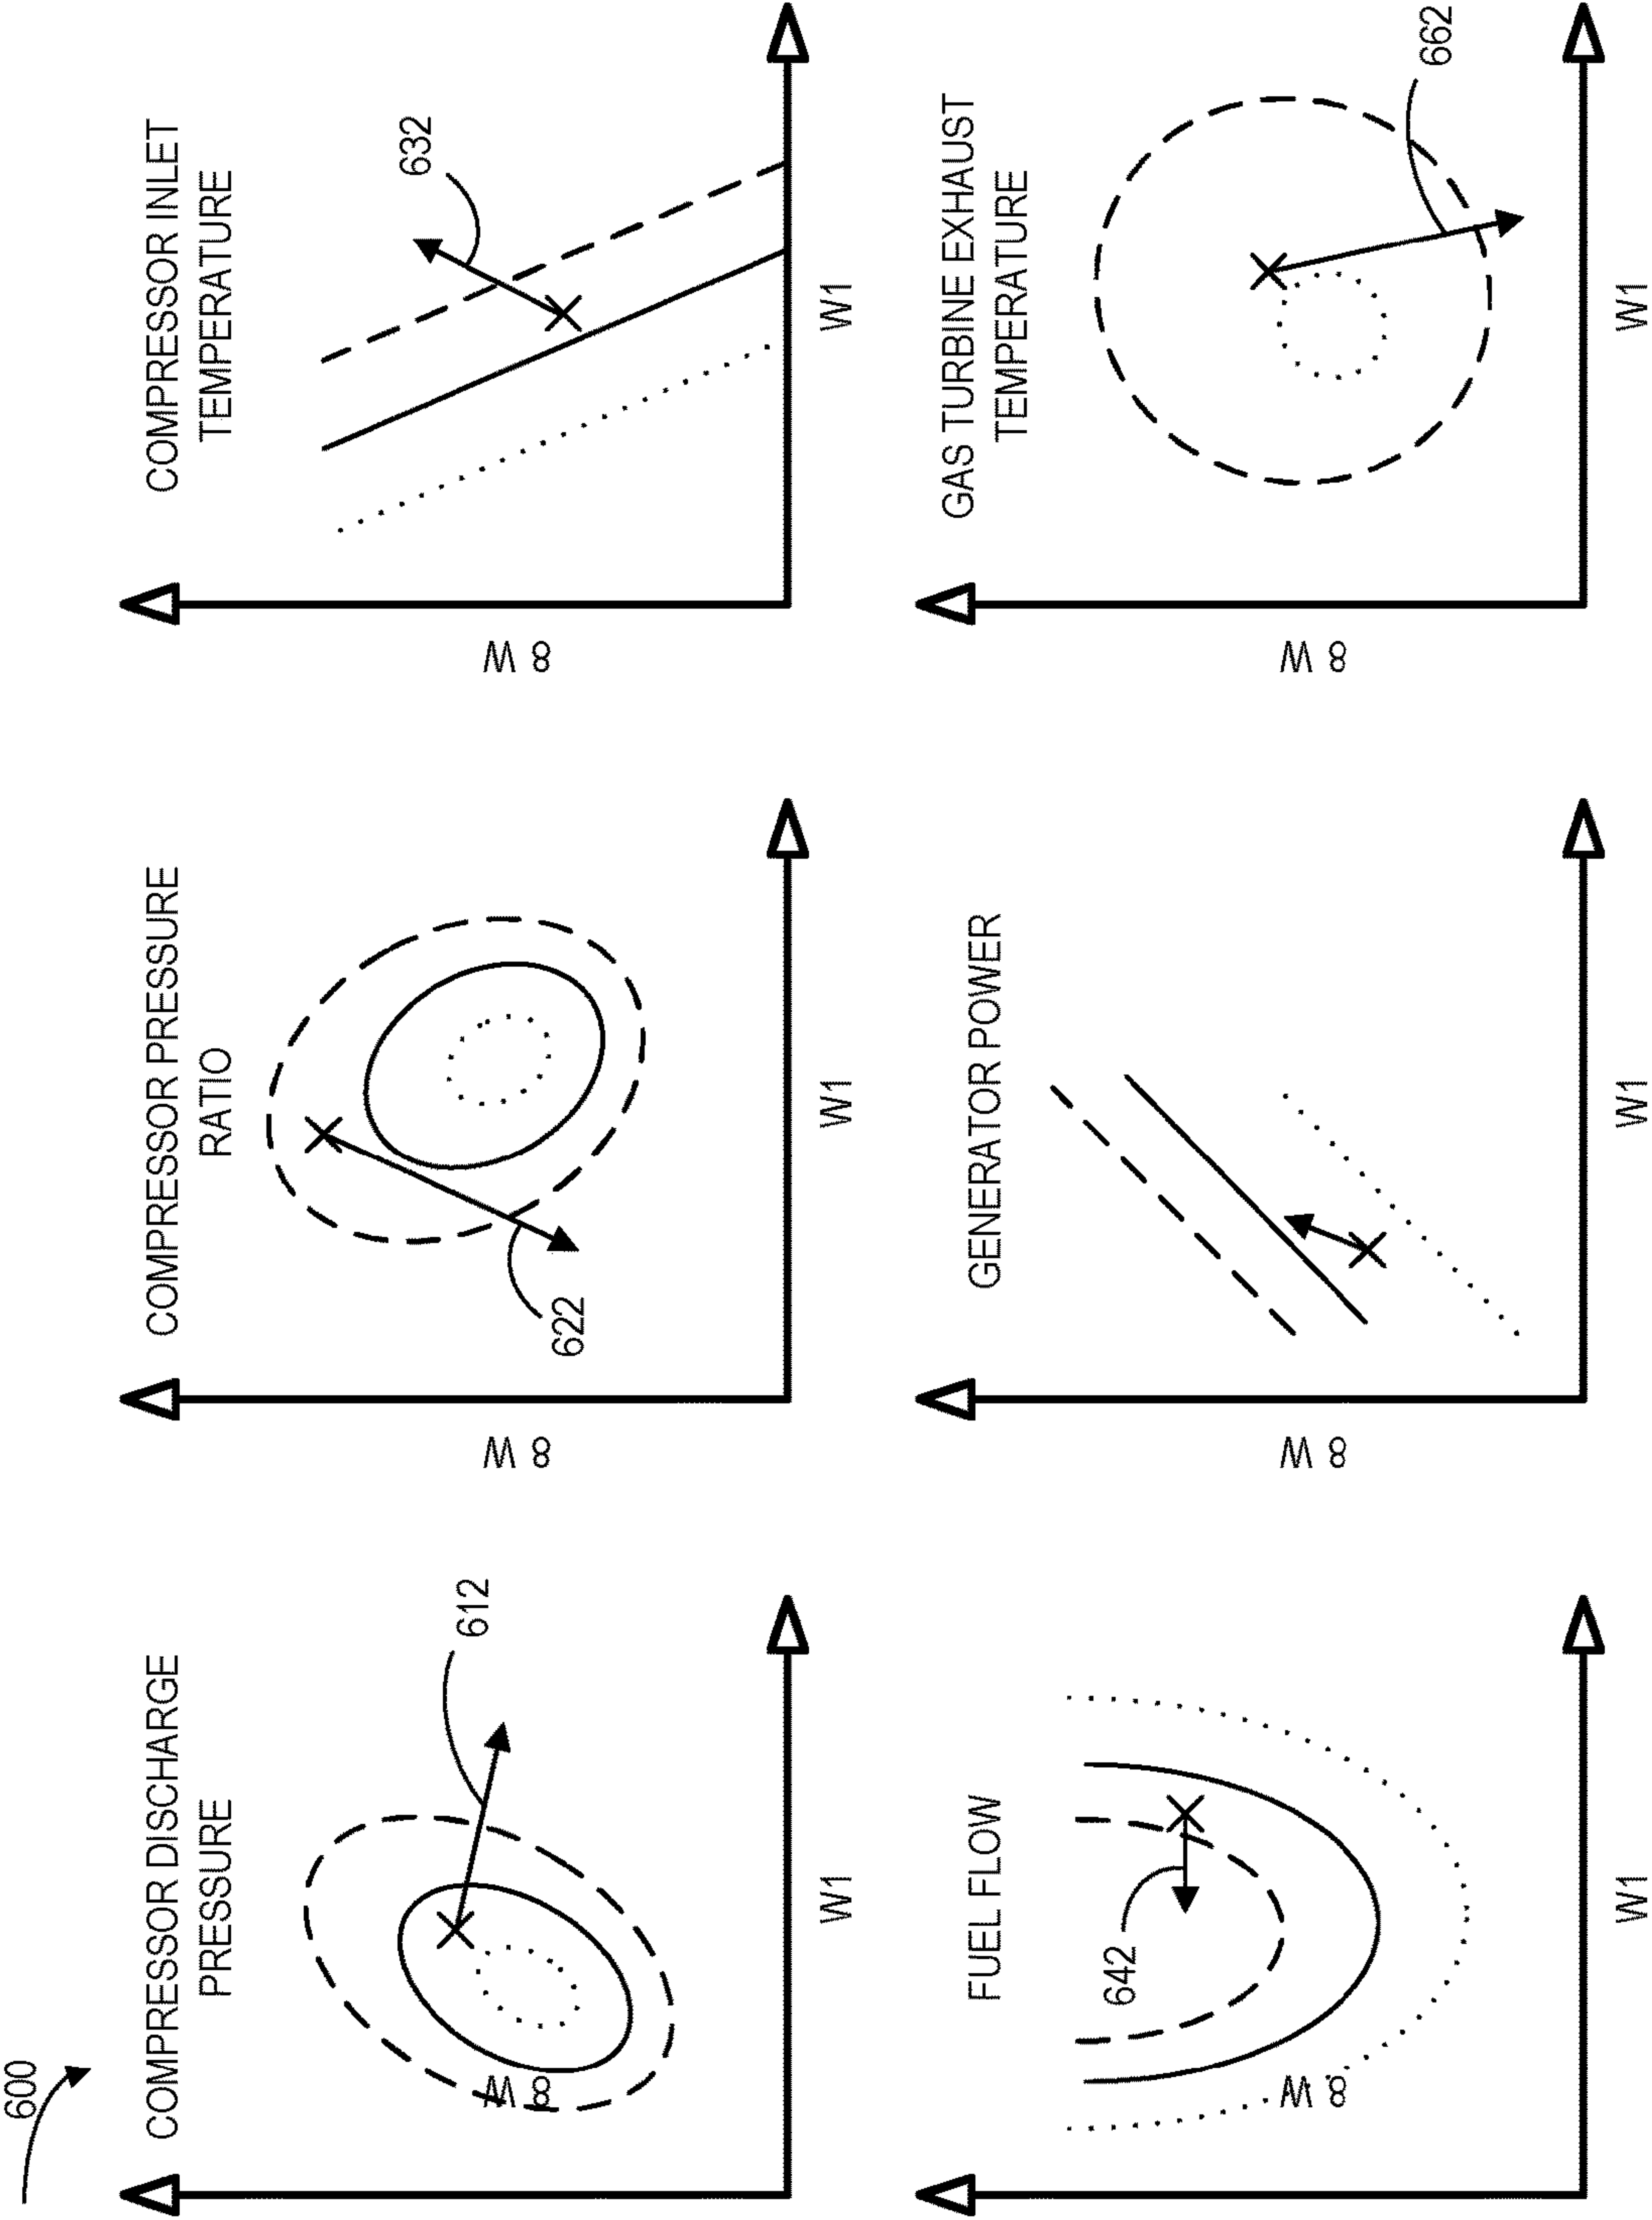 600
COMPRESSOR DISCHARGE
PRESSURE
612
W 8
W1
COMPRESSOR PRESSURE
RATIO
622
W 8
W1
COMPRESSOR INLET
TEMPERATURE
632
W 8
W1
FUEL FLOW
642
W 8
W1
GENERATOR POWER
W 8
W1
GAS TURBINE EXHAUST
TEMPERATURE
662
W 8
W1